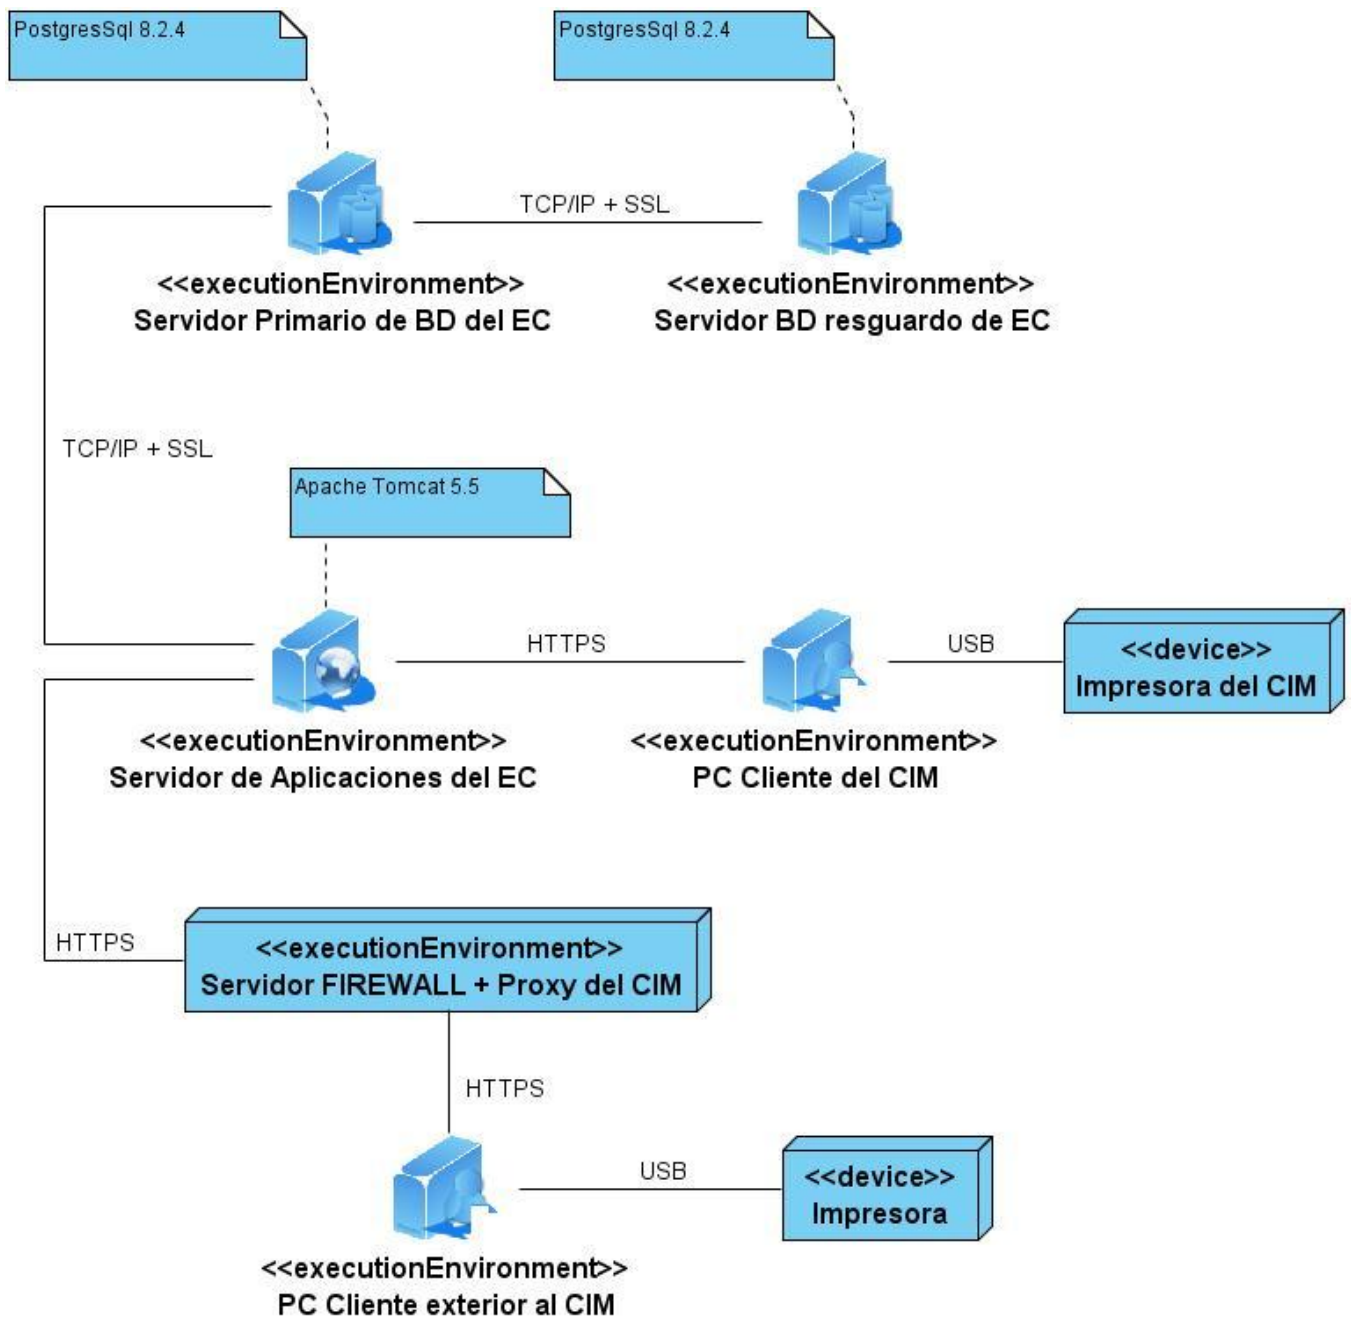 PostgresSql 8.2.4
PostgresSql 8.2.4
TCP/IP + SSL
<<executionEnvironment>>
Servidor Primario de BD del EC
<<executionEnvironment>>
Servidor BD resguardo de EC
TCP/IP + SSL
Apache Tomcat 5.5
HTTPS
USB
<<device>>
Impresora del CIM
<<executionEnvironment>>
Servidor de Aplicaciones del EC
<<executionEnvironment>>
PC Cliente del CIM
HTTPS
<<executionEnvironment>>
Servidor FIREWALL + Proxy del CIM
HTTPS
USB
<<device>>
Impresora
<<executionEnvironment>>
PC Cliente exterior al CIM